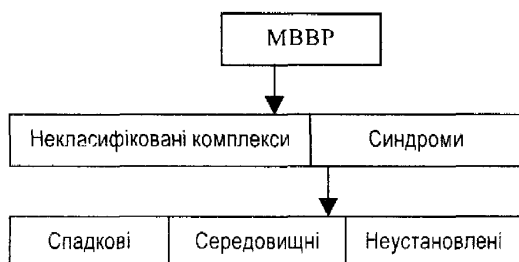 МВВР
Некласифіковані комплекси Синдроми
Спадкові Середовищні Неустановлені